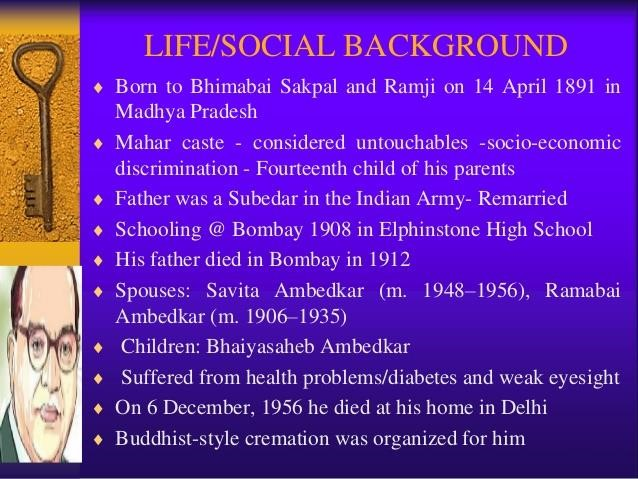 LIFE/SOCIAL BACKGROUND
♦ Born to Bhimabai Sakpal and Ramji on 14 April 1891 in
Madhya Pradesh
♦ Mahar caste - considered untouchables -socio-economic
discrimination - Fourteenth child of his parents
♦ Father was a Subedar in the Indian Army- Remarried
♦ Schooling @ Bombay 1908 in Elphinstone High School
♦ His father died in Bombay in 1912
♦ Spouses: Savita Ambedkar (m. 1948–1956), Ramabai
Ambedkar (m. 1906–1935)
♦ Children: Bhaiyasaheb Ambedkar
♦ Suffered from health problems/diabetes and weak eyesight
♦ On 6 December, 1956 he died at his home in Delhi
♦ Buddhist-style cremation was organized for him